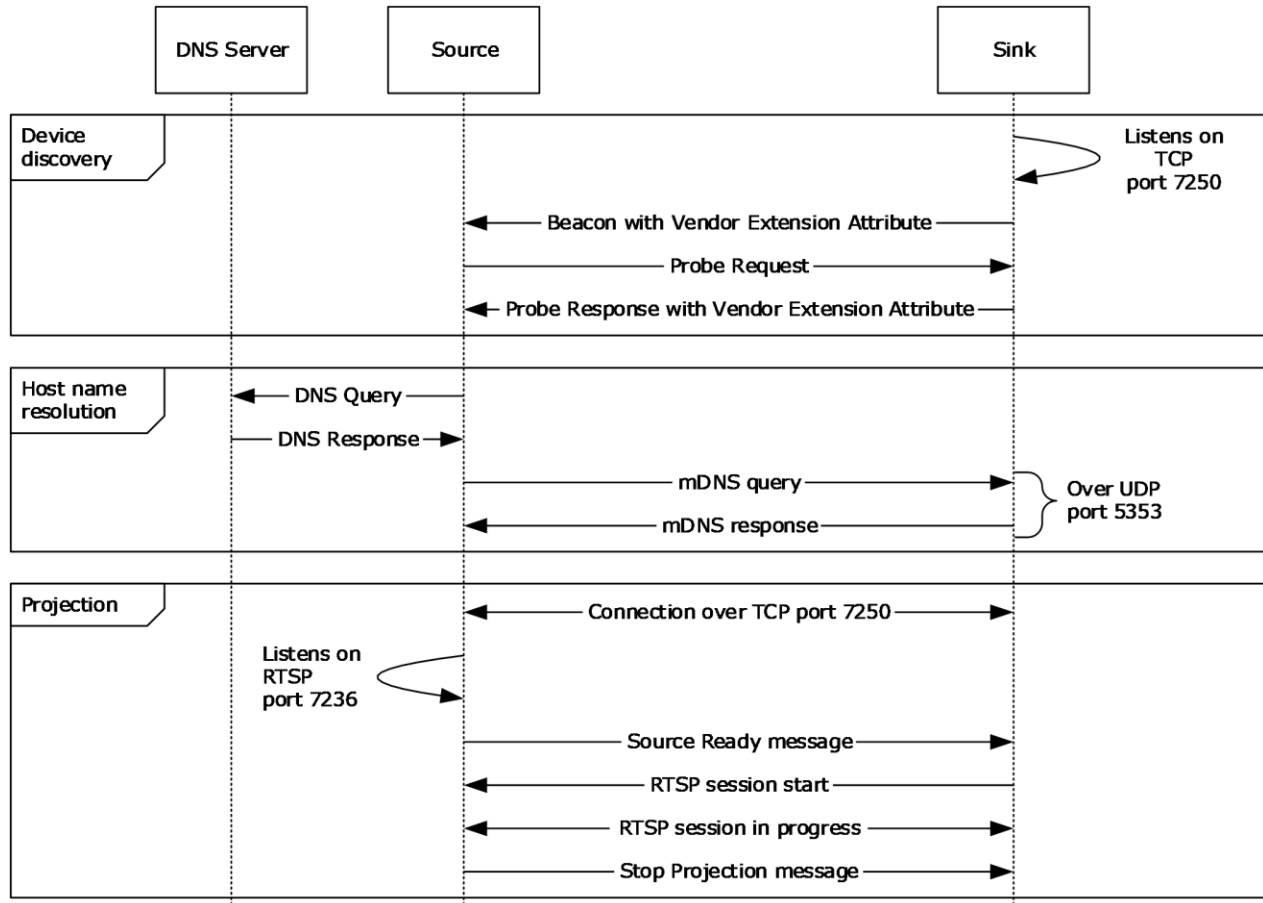 DNS Server
Source
Sink
Device
discovery
Listens on
TCP
port 7250
Beacon with Vendor Extension Attribute
Probe Request
Probe Response with Vendor Extension Attribute
Host name
resolution
DNS Query
DNS Response
mDNS query
Over UDP
port 5353
mDNS response
Projection
Connection over TCP port 7250
Listens on
RTSP
port 7236
Source Ready message
RTSP session start
RTSP session in progress
Stop Projection message